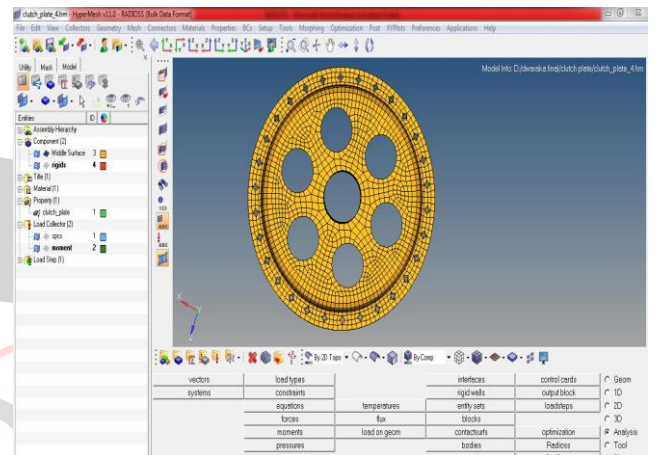 clutch_plate_4.hm - HyperMesh v11.0 - RADIOSS (Bulk Data Format)
File Edit View Collectors Geometry Mesh Connectors Materials Properties BCs Setup Tools Morphing Optimization Post XYPlots Preferences Applications Help
Utility Mask Model
Model Info: D:/dwaraka final/clutch plate/clutch_plate_4.hm
Entities ID
Assembly Hierarchy
Component (2)
Middle Surface 3
rigids 4
Title (1)
Material (1)
Property (1)
clutch_plate 1
Load Collector (2)
spcs 1
moment 2
Load Step (1)
By 2D Topo By Comp
vectors load types interfaces control cards Geom
systems constraints rigid walls output block 1D
equations temperatures entity sets loadsteps 2D
forces flux blocks 3D
moments load on geom contactsurfs optimization Analysis
pressures bodies Radioss Tool